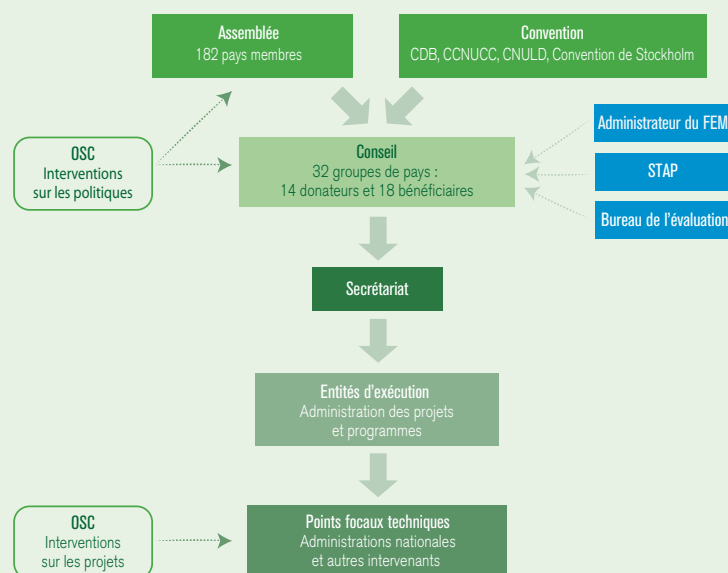 Assemblée
182 pays membres
Convention
CDB, CCNUCC, CNULD, Convention de Stockholm
OSC
Interventions
sur les politiques
Conseil
32 groupes de pays :
14 donateurs et 18 bénéficiaires
Administrateur du FEM
STAP
Bureau de l'évaluation
Secrétariat
Entités d'exécution
Administration des projets
et programmes
OSC
Interventions
sur les projets
Points focaux techniques
Administrations nationales
et autres intervenants